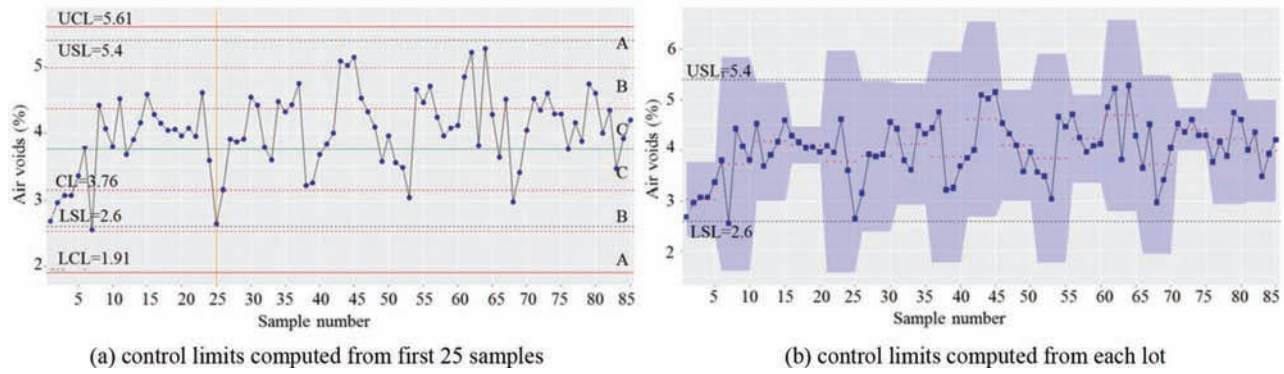 UCL=5.61
USL=5.4
CL=3.76
LSL=2.6
LCL=1.91
A
B
C
C
B
A
5
4
3
2
Air voids (%)
5 10 15 20 25 30 35 40 45 50 55 60 65 70 75 80 85
Sample number
(a) control limits computed from first 25 samples
USL=5.4
LSL=2.6
6
5
4
3
2
Air voids (%)
5 10 15 20 25 30 35 40 45 50 55 60 65 70 75 80 85
Sample number
(b) control limits computed from each lot